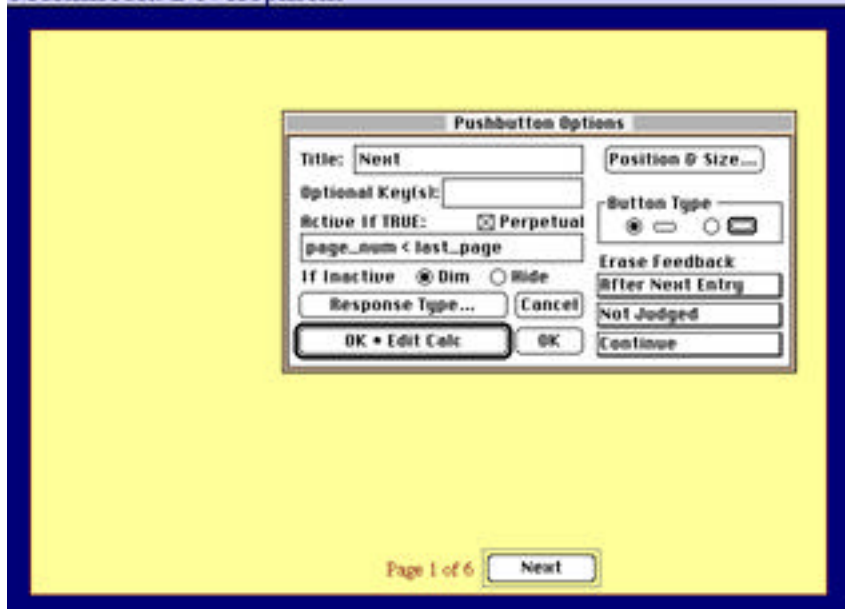 Pushbutton Options
Title: Next
Position & Size...
Optional Key(s):
Button Type
Active If TRUE: Perpetual
page_num < last_page
Erase Feedback
If Inactive Dim Hide
After Next Entry
Response Type... Cancel
Not Judged
OK • Edit Calc OK
Continue
Page 1 of 6 Next